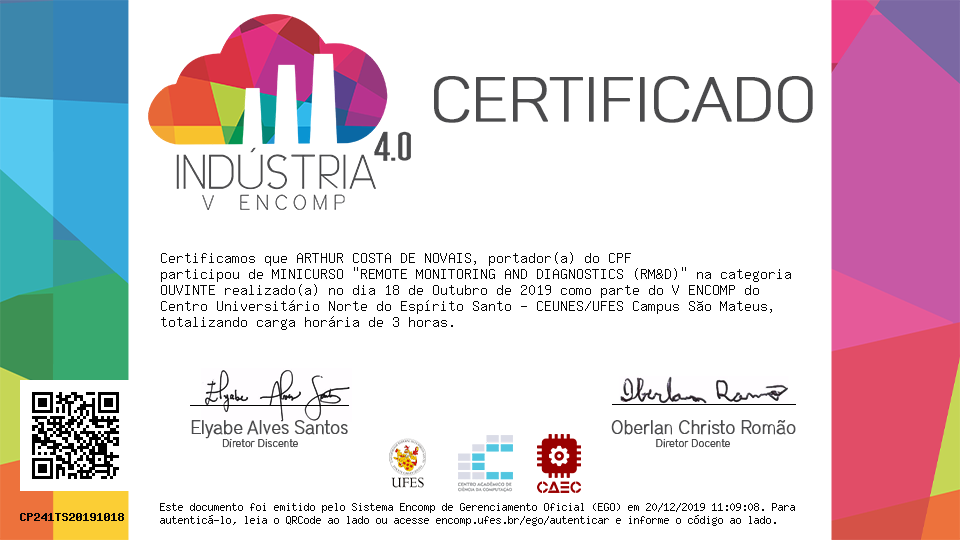 CERTIFICADO
INDÚSTRIA 4.0
V ENCOMP
Certificamos que ARTHUR COSTA DE NOVAIS, portador(a) do CPF
participou de MINICURSO "REMOTE MONITORING AND DIAGNOSTICS (RM&D)" na categoria
OUVINTE realizado(a) no dia 18 de Outubro de 2019 como parte do V ENCOMP do
Centro Universitário Norte do Espírito Santo - CEUNES/UFES Campus São Mateus,
totalizando carga horária de 3 horas.
Elyabe Alves Santos
Oberlan Romão
Elyabe Alves Santos
Diretor Discente
Oberlan Christo Romão
Diretor Docente
UFES
CENTRO ACADÊMICO DE
CIÊNCIA DA COMPUTAÇÃO
CAEC
CP241TS20191018
Este documento foi emitido pelo Sistema Encomp de Gerenciamento Oficial (EGO) em 20/12/2019 11:09:08. Para
autenticá-lo, leia o QRCode ao lado ou acesse encomp.ufes.br/ego/autenticar e informe o código ao lado.